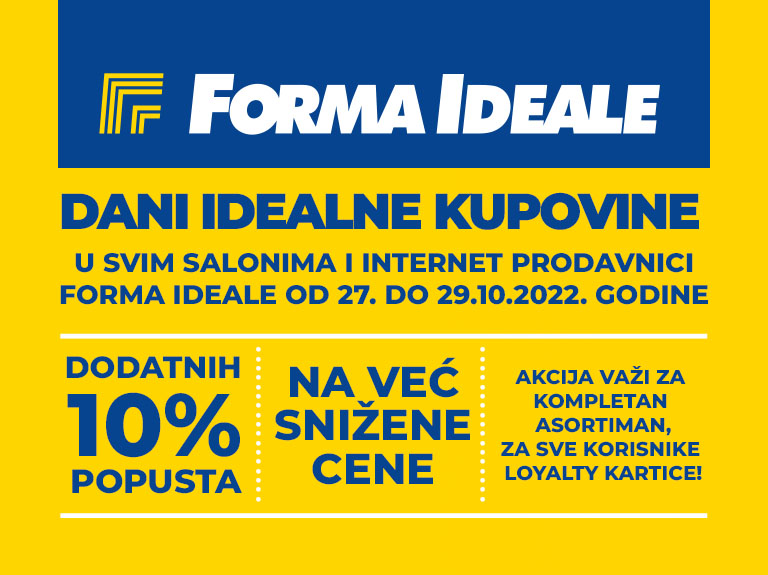 FORMA IDEALE
DANI IDEALNE KUPOVINE
U SVIM SALONIMA I INTERNET PRODAVNICI
FORMA IDEALE OD 27. DO 29.10.2022. GODINE
DODATNIH
10%
POPUSTA
NA VEĆ
SNIŽENE
CENE
AKCIJA VAŽI ZA
KOMPLETAN
ASORTIMAN,
ZA SVE KORISNIKE
LOYALTY KARTICE!